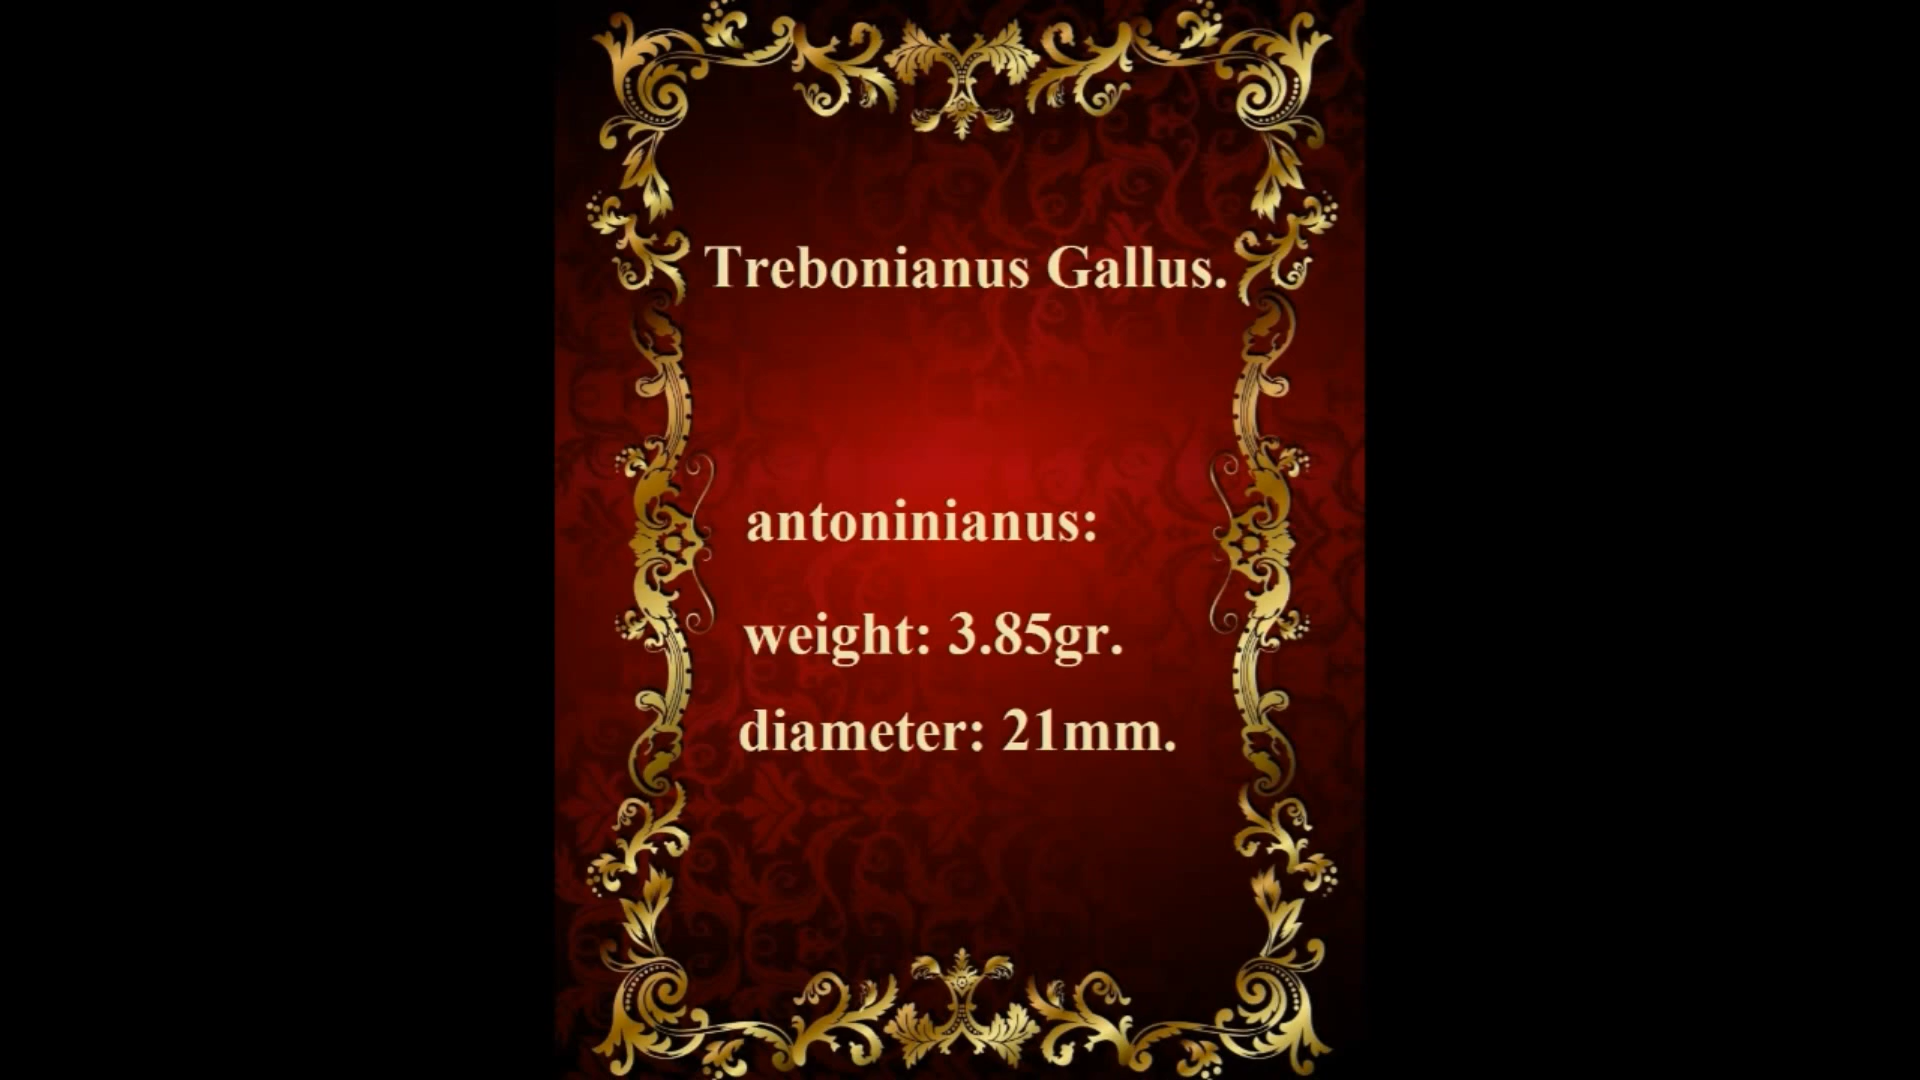 Trebonianus Gallus.
antoninianus:
weight: 3.85gr.
diameter: 21mm.